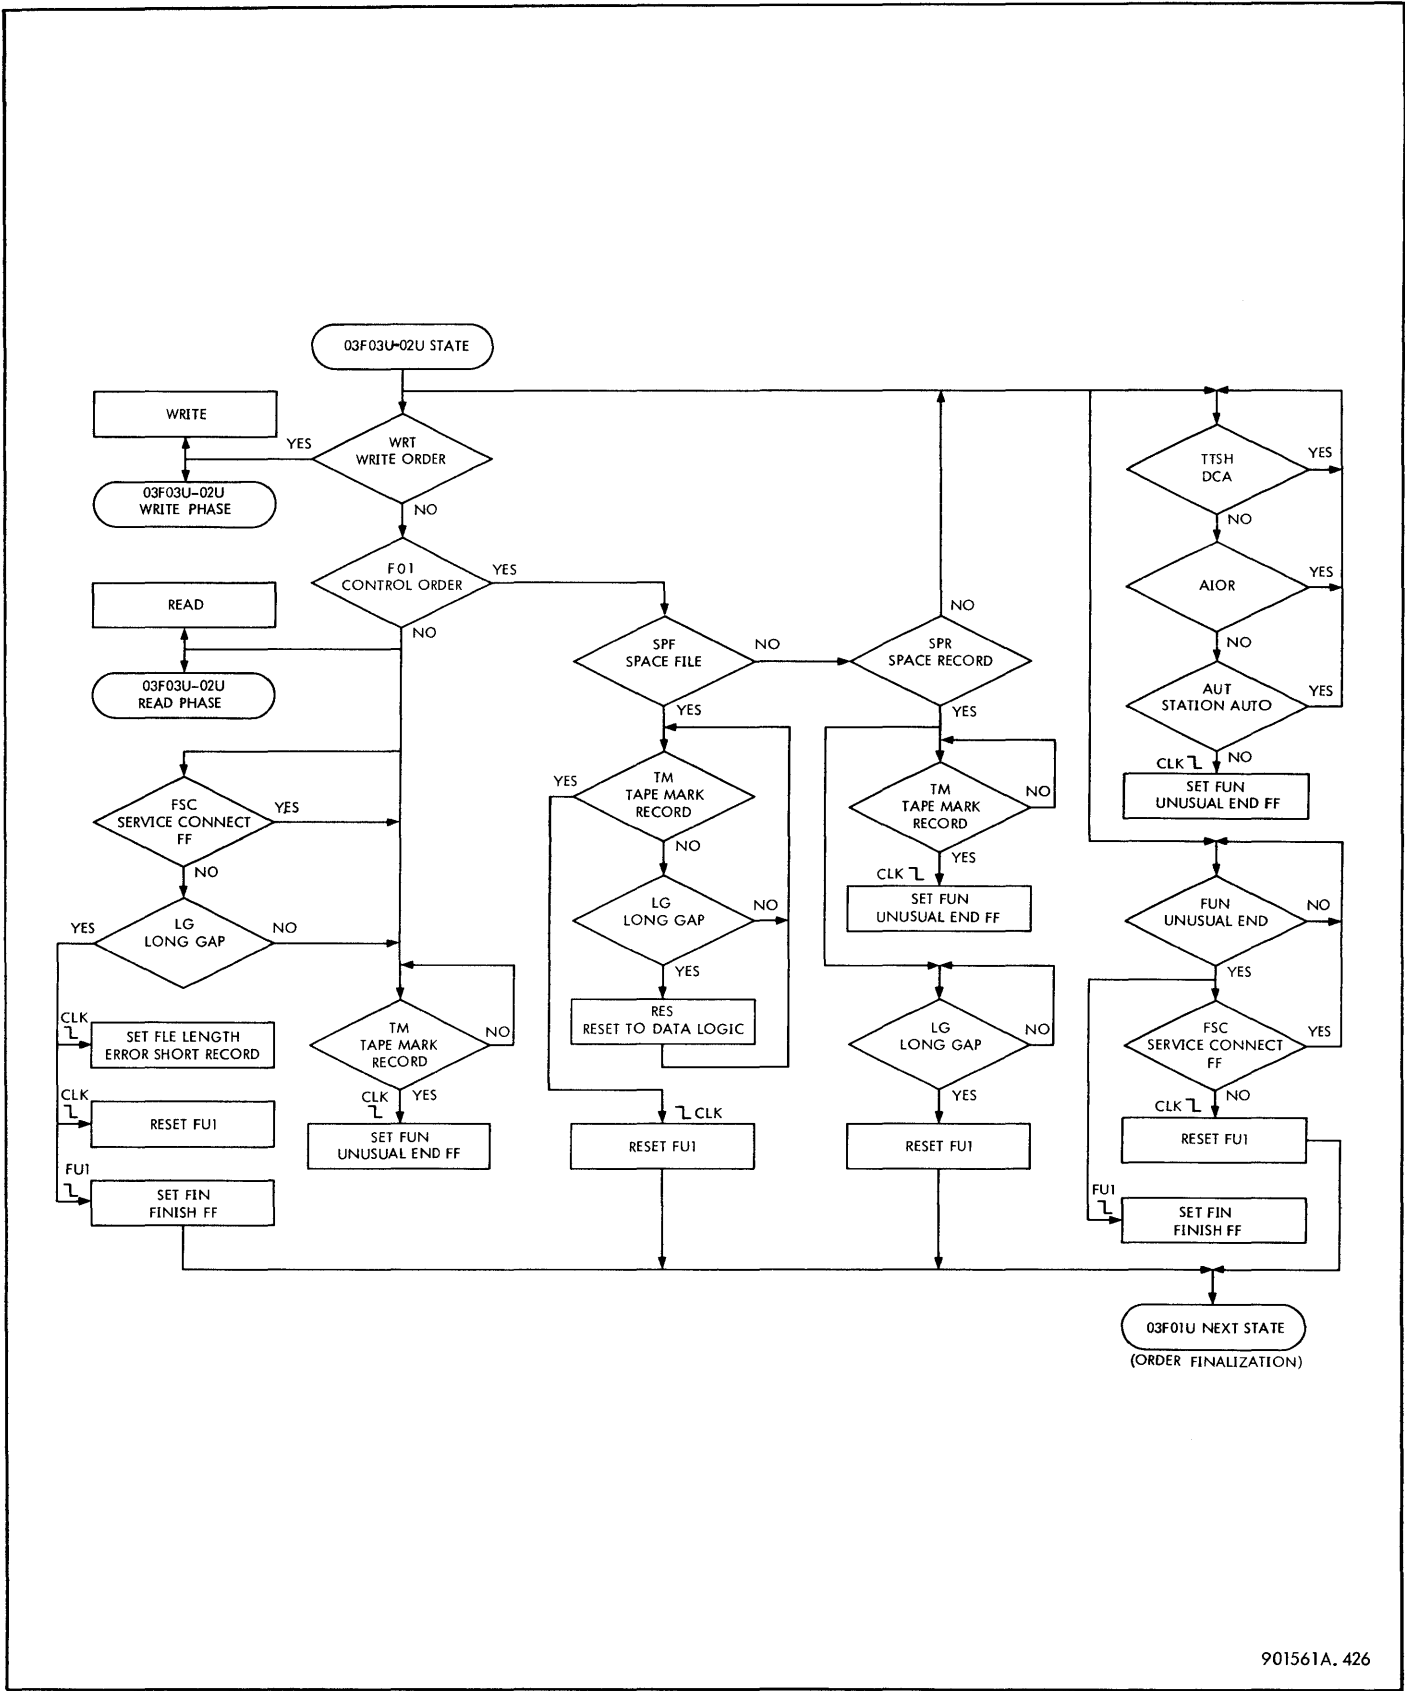 03F03U-02U STATE
WRITE
YES
WRT
WRITE ORDER
03F03U-02U
WRITE PHASE
NO
F01
CONTROL ORDER
YES
READ
NO
03F03U-02U
READ PHASE
SPF
SPACE FILE
NO
YES
SPR
SPACE RECORD
NO
YES
TTSH
DCA
YES
NO
AIOR
YES
NO
AUT
STATION AUTO
YES
CLK
NO
SET FUN
UNUSUAL END FF
FSC
SERVICE CONNECT
FF
YES
NO
YES
LG
LONG GAP
NO
CLK
SET FLE LENGTH
ERROR SHORT RECORD
CLK
RESET FU1
FU1
SET FIN
FINISH FF
TM
TAPE MARK
RECORD
NO
CLK
YES
SET FUN
UNUSUAL END FF
YES
TM
TAPE MARK
RECORD
NO
LG
LONG GAP
NO
YES
RES
RESET TO DATA LOGIC
CLK
RESET FU1
TM
TAPE MARK
RECORD
NO
CLK
YES
SET FUN
UNUSUAL END FF
LG
LONG GAP
NO
YES
RESET FU1
FUN
UNUSUAL END
NO
YES
FSC
SERVICE CONNECT
FF
YES
CLK
NO
RESET FU1
FU1
SET FIN
FINISH FF
03F01U NEXT STATE
(ORDER FINALIZATION)
901561A. 426